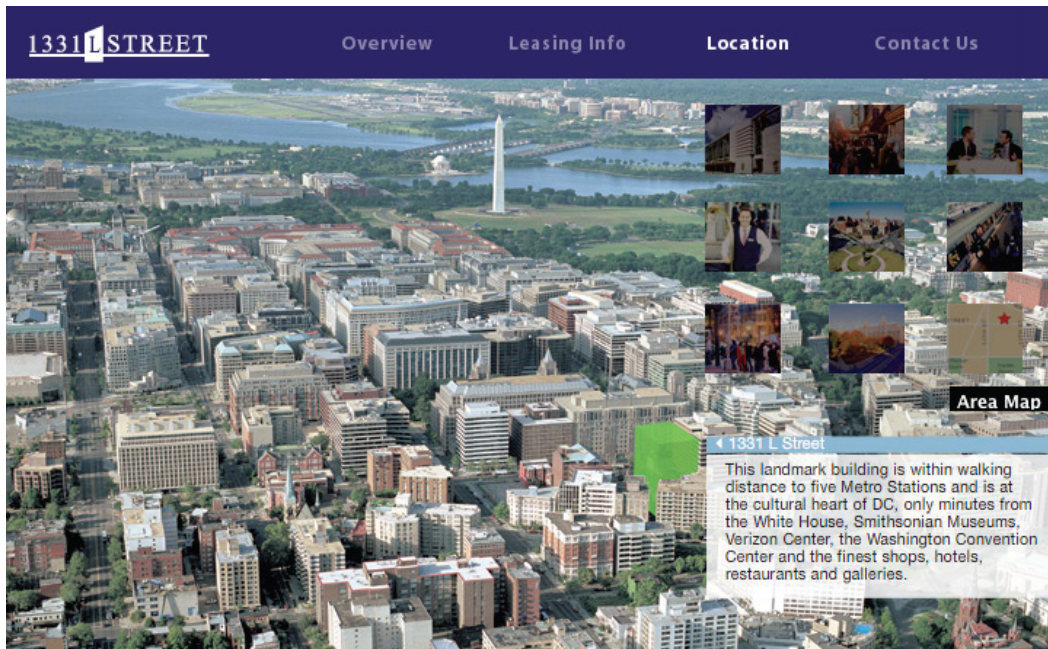 1331 L STREET
Overview
Leasing Info
Location
Contact Us
Area Map
1331 L Street
This landmark building is within walking
distance to five Metro Stations and is at
the cultural heart of DC, only minutes from
the White House, Smithsonian Museums,
Verizon Center, the Washington Convention
Center and the finest shops, hotels,
restaurants and galleries.